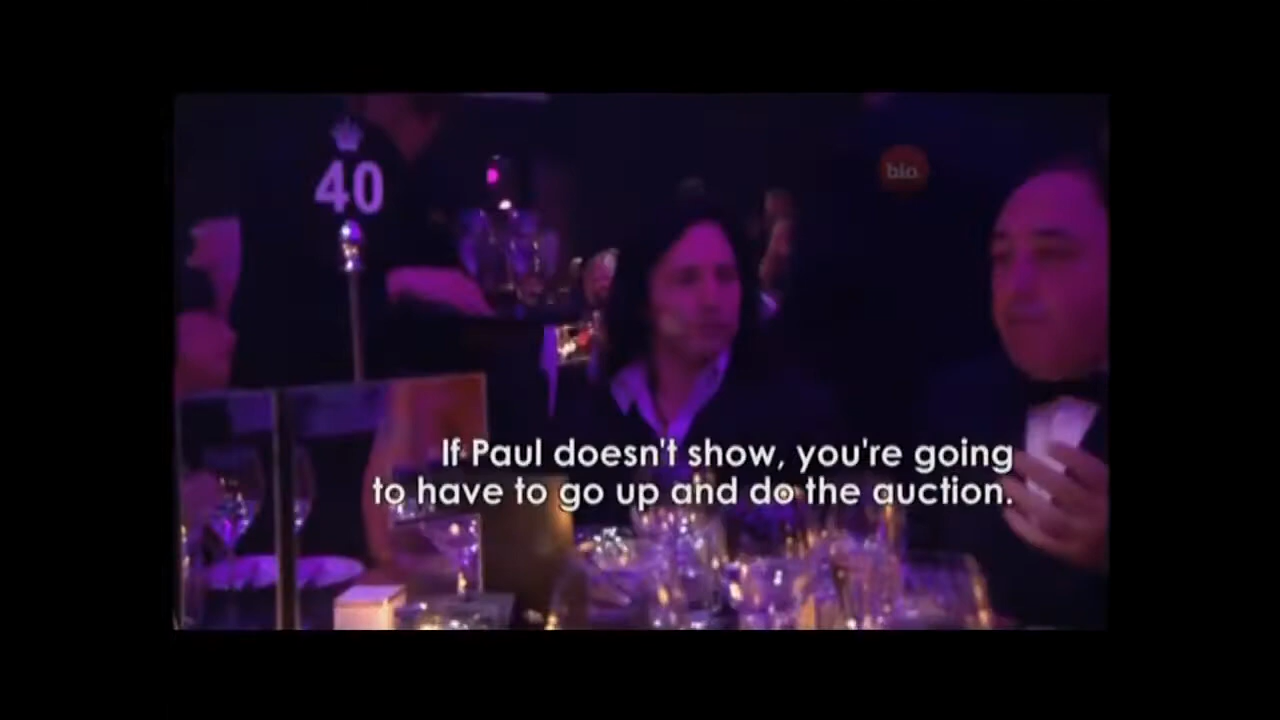 40
bio.
If Paul doesn't show, you're going
to have to go up and do the auction.